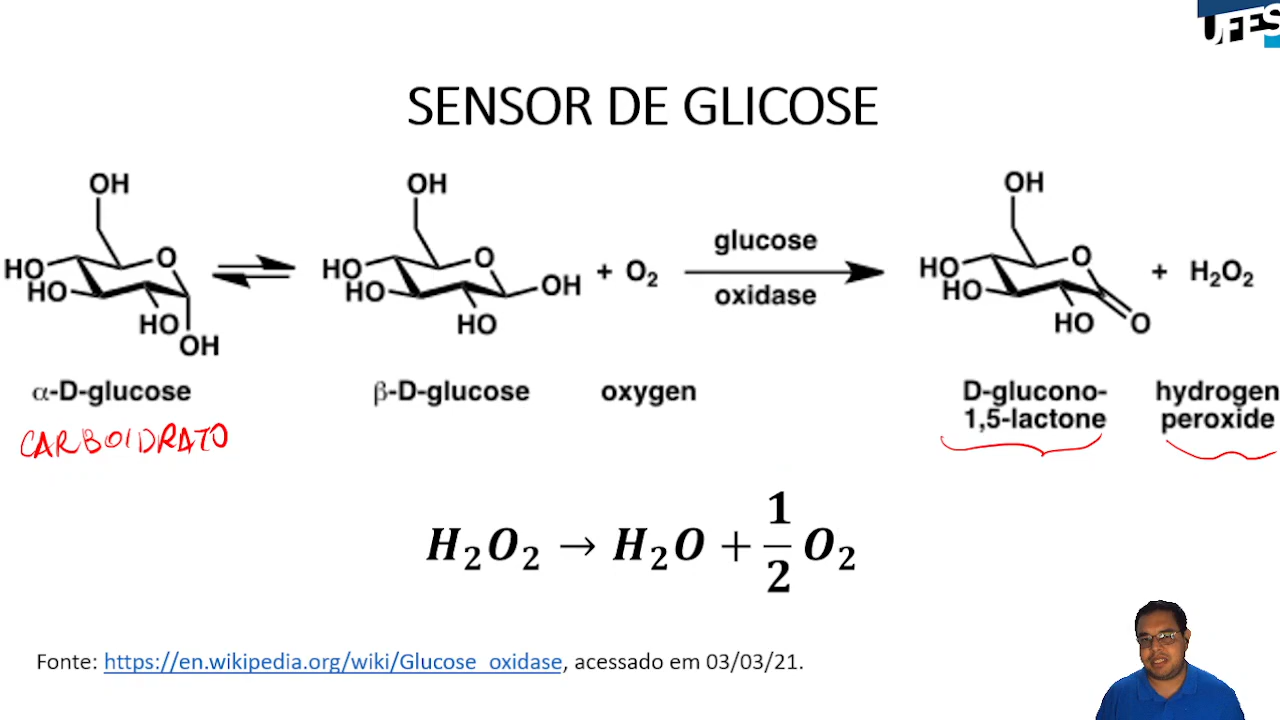 UFES
SENSOR DE GLICOSE
OH OH OH
HO O HO O OH + O₂ glucose oxidase HO O + H₂O₂
HO HO HO
HO HO HO O
OH
α-D-glucose β-D-glucose oxygen D-glucono- hydrogen
1,5-lactone peroxide
CARBOIDRATO
H₂O₂ → H₂O + 1/2 O₂
Fonte: https://en.wikipedia.org/wiki/Glucose_oxidase, acessado em 03/03/21.